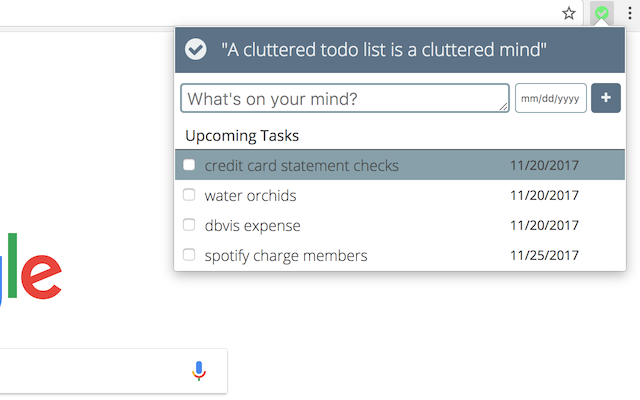 "A cluttered todo list is a cluttered mind"
What's on your mind? mm/dd/yyyy +
Upcoming Tasks
credit card statement checks 11/20/2017
water orchids 11/20/2017
dbvis expense 11/20/2017
spotify charge members 11/25/2017
gle